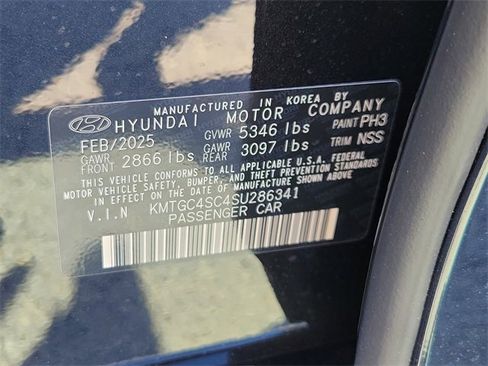 MANUFACTURED IN KOREA BY
HYUNDAI MOTOR COMPANY
FEB/2025 GVWR 5346 lbs PAINT PH3
GAWR FRONT 2866 lbs GAWR REAR 3097 lbs TRIM NSS
THIS VEHICLE CONFORMS TO ALL APPLICABLE U.S.A. FEDERAL
MOTOR VEHICLE SAFETY, BUMPER, AND THEFT PREVENTION STANDARDS
IN EFFECT ON THE DATE OF MANUFACTURE SHOWN ABOVE.
V.I.N KMTGC4SC4SU286341
PASSENGER CAR